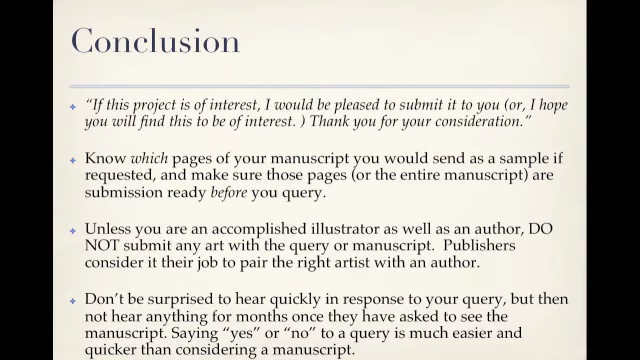 Conclusion
“If this project is of interest, I would be pleased to submit it to you (or, I hope
you will find this to be of interest. ) Thank you for your consideration.”
Know which pages of your manuscript you would send as a sample if
requested, and make sure those pages (or the entire manuscript) are
submission ready before you query.
Unless you are an accomplished illustrator as well as an author, DO
NOT submit any art with the query or manuscript. Publishers
consider it their job to pair the right artist with an author.
Don’t be surprised to hear quickly in response to your query, but then
not hear anything for months once they have asked to see the
manuscript. Saying “yes” or “no” to a query is much easier and
quicker than considering a manuscript.